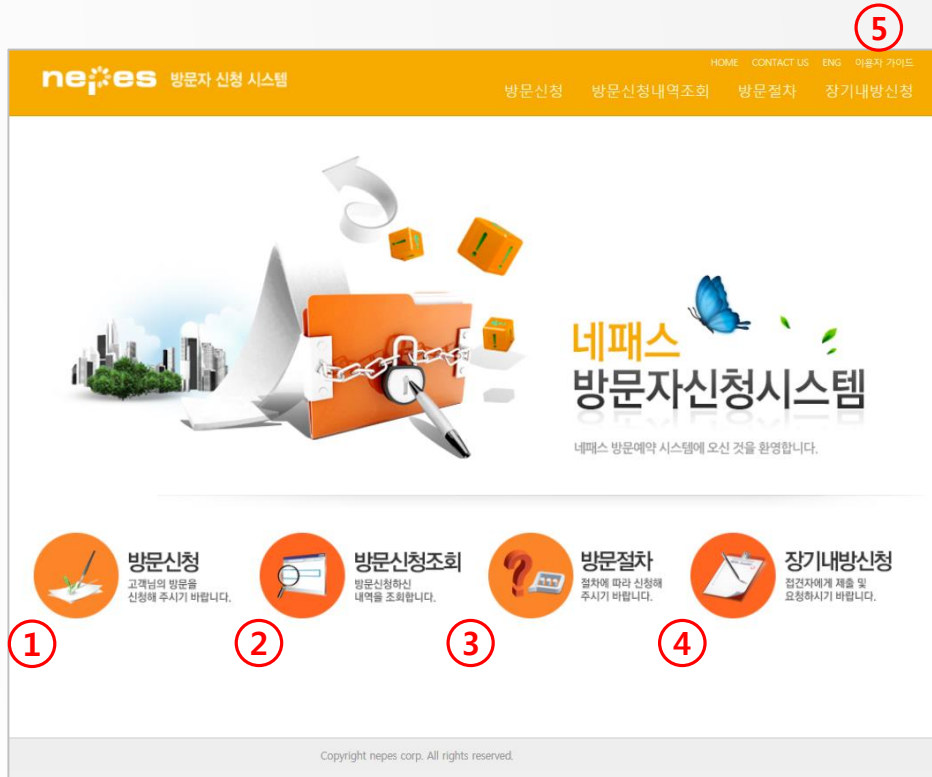 ⑤
HOME CONTACT US ENG 이용자 가이드
nepes 방문자 신청 시스템
방문신청 방문신청내역조회 방문절차 장기내방신청
네패스
방문자신청시스템
네패스 방문예약 시스템에 오신 것을 환영합니다.
방문신청
고객님의 방문을
신청해 주시기 바랍니다.
①
방문신청조회
방문신청하신
내역을 조회합니다.
②
방문절차
절차에 따라 신청해
주시기 바랍니다.
③
장기내방신청
접견자에게 제출 및
요청하시기 바랍니다.
④
Copyright nepes corp. All rights reserved.